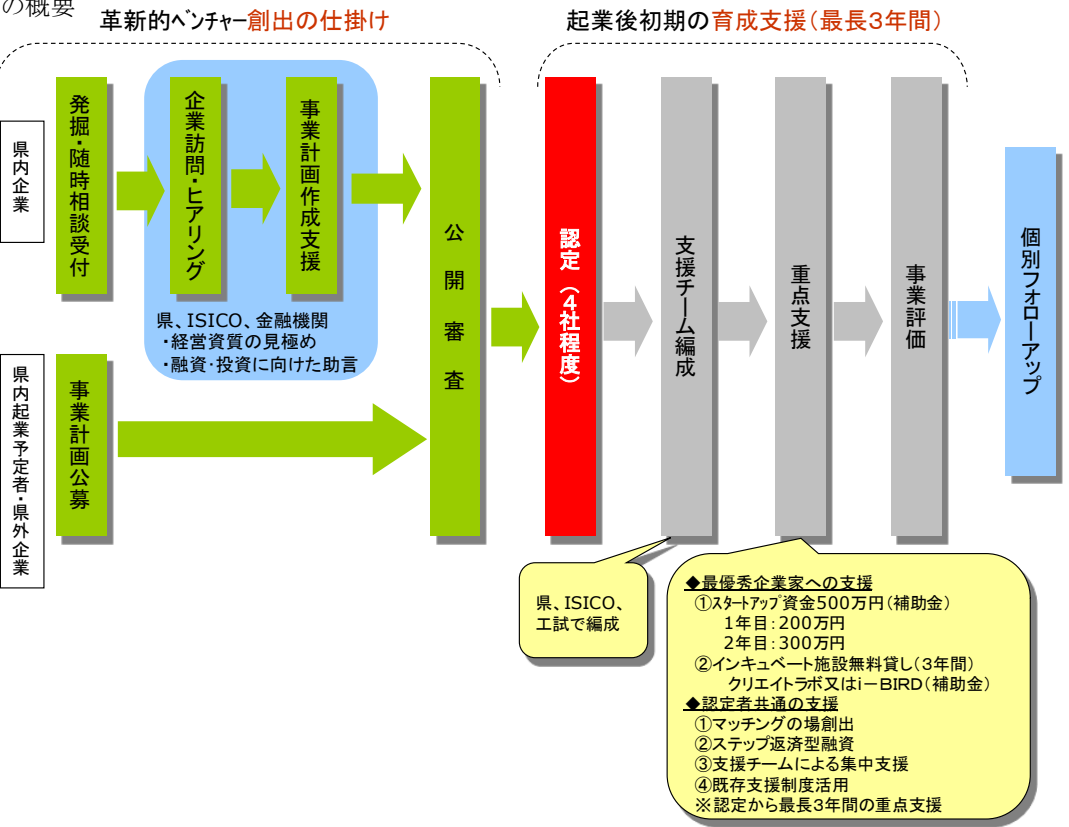 の概要
革新的ベンチャー創出の仕掛け
起業後初期の育成支援(最長3年間)
県内企業
発掘・随時相談受付
企業訪問・ヒアリング
事業計画作成支援
県、ISICO、金融機関
・経営資質の見極め
・融資・投資に向けた助言
県内起業予定者・県外企業
事業計画公募
公開審査
認定(4社程度)
支援チーム編成
重点支援
事業評価
個別フォローアップ
県、ISICO、
工試で編成
◆最優秀企業家への支援
①スタートアップ資金500万円(補助金)
1年目:200万円
2年目:300万円
②インキュベート施設無料貸し(3年間)
クリエイトラボ又はi-BIRD(補助金)
◆認定者共通の支援
①マッチングの場創出
②ステップ返済型融資
③支援チームによる集中支援
④既存支援制度活用
※認定から最長3年間の重点支援